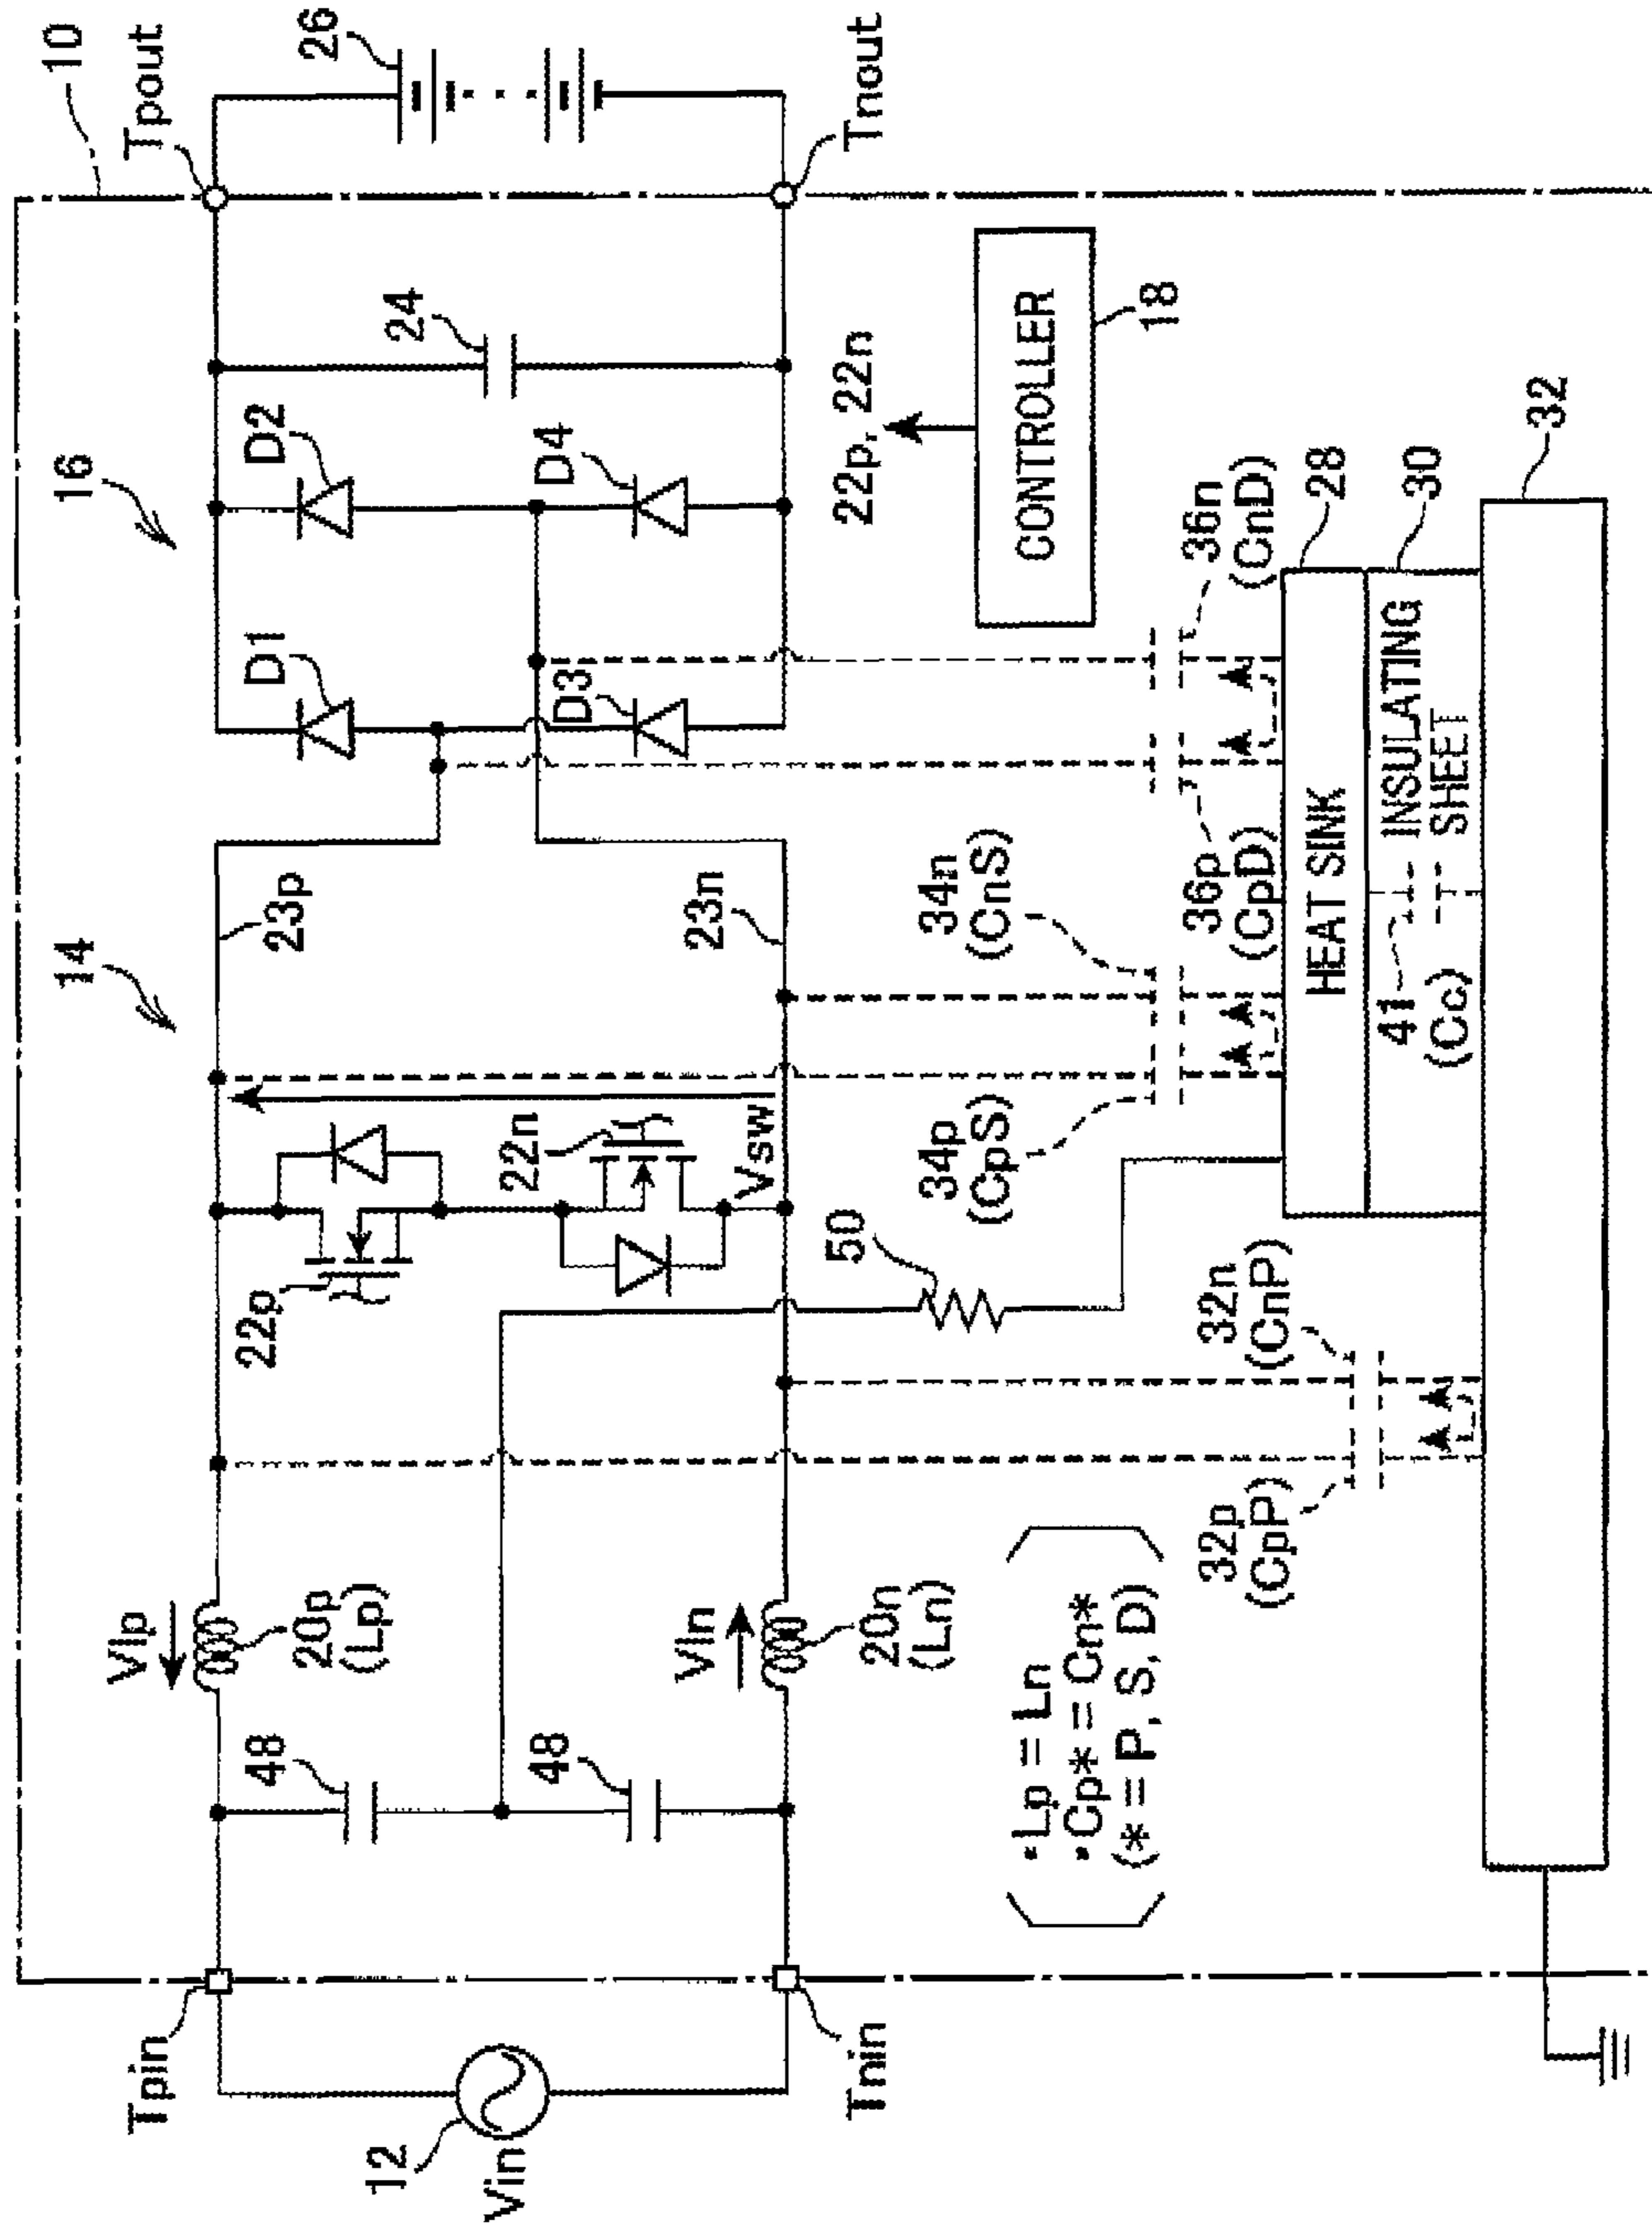 10
Tpout
26
16
14
D1
D2
24
23p
22p
Vlp
20p
(Lp)
48
Tpin
12
Vin
48
Vln
20n
(Ln)
22n
Vsw
23n
D3
D4
22p, 22n
Tnout
Tnin
50
CONTROLLER
18
・Lp = Ln
・Cp* = Cn*
(* = P, S, D)
34p
(CpS)
34n
(CnS)
36p
(CpD)
36n
(CnD)
32p
(CpP)
32n
(CnP)
HEAT SINK
28
41
(Cc)
INSULATING
SHEET
30
32